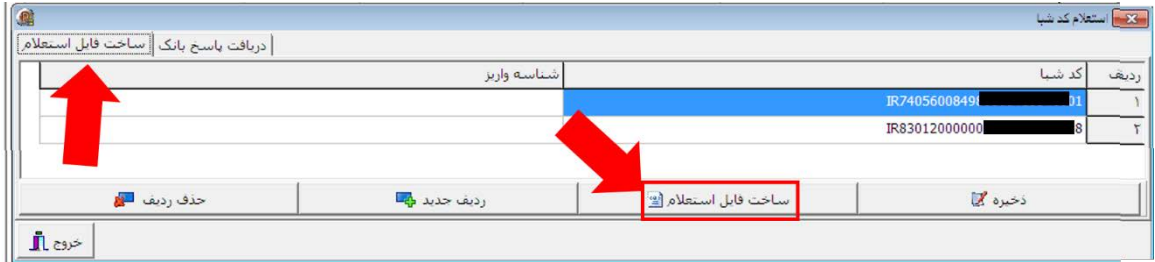 استعلام کد شبا
دریافت پاسخ بانک ساخت فایل استعلام
ردیف کد شبا شناسه واریز
۱ IR74056008498 01
۲ IR83012000000 8
ذخیره ساخت فایل استعلام ردیف جدید حذف ردیف
خروج